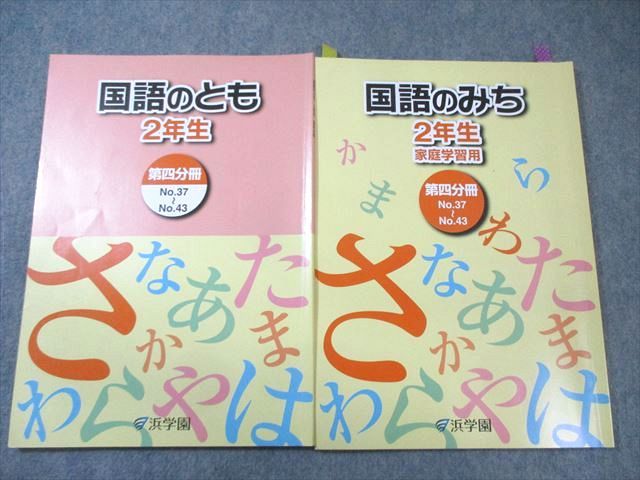 国語のとも
2年生
第四分冊
No.37
～
No.43
さ
な
あ
た
か
ま
わ
ら
や
は
浜学園
国語のみち
2年生
家庭学習用
第四分冊
No.37
～
No.43
か
ま
い
わ
さ
な
あ
た
か
ま
わ
ら
や
は
浜学園